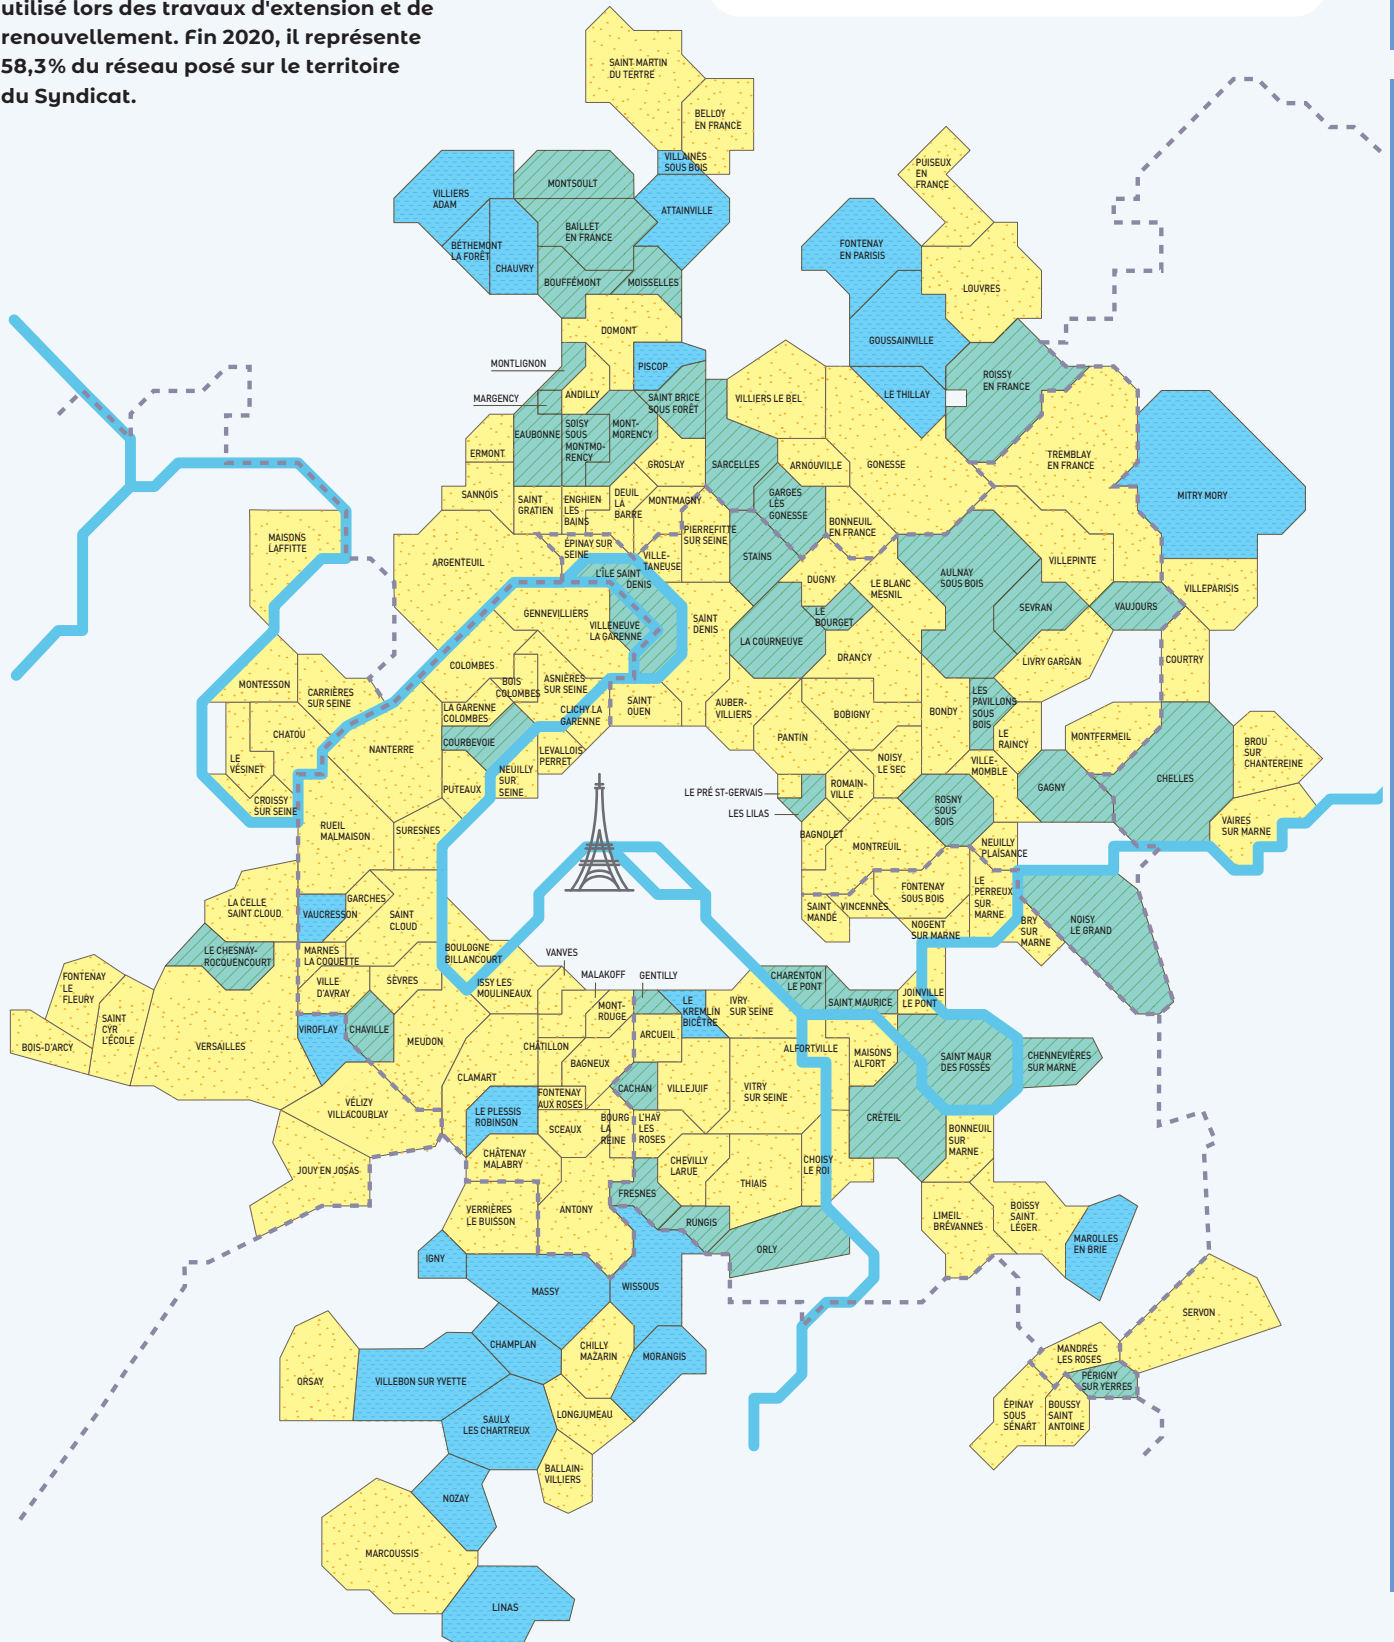 utilisé lors des travaux d'extension et de
renouvellement. Fin 2020, il représente
58,3% du réseau posé sur le territoire
du Syndicat.
SAINT MARTIN
DU TERTRE
BELLOY
EN FRANCE
VILLAINES
SOUS BOIS
PUISEUX
EN
FRANCE
MONTSOULT
VILLIERS
ADAM
ATTAINVILLE
BAILLET
EN FRANCE
FONTENAY
EN PARISIS
BÉTHEMONT
LA FORÊT
CHAUVRY
BOUFFÉMONT
MOISSELLES
LOUVRES
DOMONT
GOUSSAINVILLE
MONTLIGNON
PISCOP
ROISSY
EN FRANCE
MARGENCY
ANDILLY
SAINT BRICE
SOUS FORÊT
VILLIERS LE BEL
LE THILLAY
EAUBONNE
SOISY
SOUS
MONTMO-
RENCY
MONT-
MORENCY
ERMONT
GROSLAY
SARCELLES
ARNOUVILLE
GONESSE
TREMBLAY
EN FRANCE
MITRY MORY
SANNOIS
SAINT
GRATIEN
ENGHIEN
LES
BAINS
DEUIL
LA
BARRE
MONTMAGNY
GARGES
LÈS
GONESSE
BONNEUIL
EN FRANCE
MAISONS
LAFFITTE
PIERREFITTE
SUR SEINE
ARGENTEUIL
ÉPINAY SUR
SEINE
VILLE-
TANEUSE
STAINS
VILLEPINTE
L'ÎLE SAINT
DENIS
DUGNY
LE BLANC
MESNIL
AULNAY
SOUS BOIS
VILLEPARISIS
GENNEVILLIERS
VILLENEUVE
LA GARENNE
SAINT
DENIS
LE
BOURGET
SEVRAN
VAUJOURS
LA COURNEUVE
DRANCY
LIVRY GARGAN
COURTRY
COLOMBES
BOIS
COLOMBES
ASNIÈRES
SUR SEINE
MONTESSON
CARRIÈRES
SUR SEINE
LA GARENNE
COLOMBES
CLICHY LA
GARENNE
SAINT
OUEN
AUBER-
VILLIERS
BOBIGNY
BONDY
LES
PAVILLONS
SOUS
BOIS
CHATOU
NANTERRE
COURBEVOIE
LEVALLOIS
PERRET
PANTIN
LE
RAINCY
MONTFERMEIL
BROU
SUR
CHANTEREINE
LE
VÉSINET
NEUILLY
SUR
SEINE
NOISY
LE SEC
VILLE-
MOMBLE
CHELLES
PUTEAUX
LE PRÉ ST-GERVAIS
ROMAIN-
VILLE
GAGNY
CROISSY
SUR SEINE
LES LILAS
ROSNY
SOUS
BOIS
RUEIL
MALMAISON
SURESNES
BAGNOLET
VAIRES
SUR MARNE
MONTREUIL
NEUILLY
PLAISANCE
LA CELLE
SAINT CLOUD
VAUCRESSON
GARCHES
SAINT
CLOUD
SAINT
MANDÉ
VINCENNES
FONTENAY
SOUS BOIS
LE
PERREUX
SUR
MARNE
NOISY
LE GRAND
NOGENT
SUR MARNE
BRY
SUR
MARNE
LE CHESNAY-
ROCQUENCOURT
MARNES
LA COQUETTE
BOULOGNE
BILLANCOURT
VANVES
MALAKOFF
GENTILLY
FONTENAY
LE
FLEURY
VILLE
D'AVRAY
SÈVRES
ISSY LES
MOULINEAUX
CHARENTON
LE PONT
SAINT MAURICE
JOINVILLE
LE PONT
LE
KREMLIN
BICÊTRE
IVRY
SUR SEINE
MONT-
ROUGE
SAINT
CYR
L'ÉCOLE
BOIS-D'ARCY
VERSAILLES
VIROFLAY
CHAVILLE
MEUDON
CHÂTILLON
ARCUEIL
ALFORTVILLE
MAISONS
ALFORT
SAINT MAUR
DES FOSSÉS
CHENNEVIÈRES
SUR MARNE
CLAMART
BAGNEUX
CACHAN
VILLEJUIF
VITRY
SUR SEINE
VÉLIZY
VILLACOUBLAY
FONTENAY
AUX ROSES
LE PLESSIS
ROBINSON
SCEAUX
BOURG
LA
REINE
L'HAŸ
LES
ROSES
CRÉTEIL
BONNEUIL
SUR
MARNE
JOUY EN JOSAS
CHÂTENAY
MALABRY
CHEVILLY
LARUE
THIAIS
CHOISY
LE ROI
FRESNES
VERRIÈRES
LE BUISSON
ANTONY
RUNGIS
ORLY
LIMEIL
BRÉVANNES
BOISSY
SAINT
LÉGER
MAROLLES
EN BRIE
IGNY
MASSY
WISSOUS
SERVON
CHAMPLAN
CHILLY
MAZARIN
MORANGIS
MANDRES
LES ROSES
ORSAY
VILLEBON SUR YVETTE
PÉRIGNY
SUR YERRES
SAULX
LES CHARTREUX
LONGJUMEAU
ÉPINAY
SOUS
SÉNART
BOUSSY
SAINT
ANTOINE
BALLAIN-
VILLIERS
NOZAY
MARCOUSSIS
LINAS